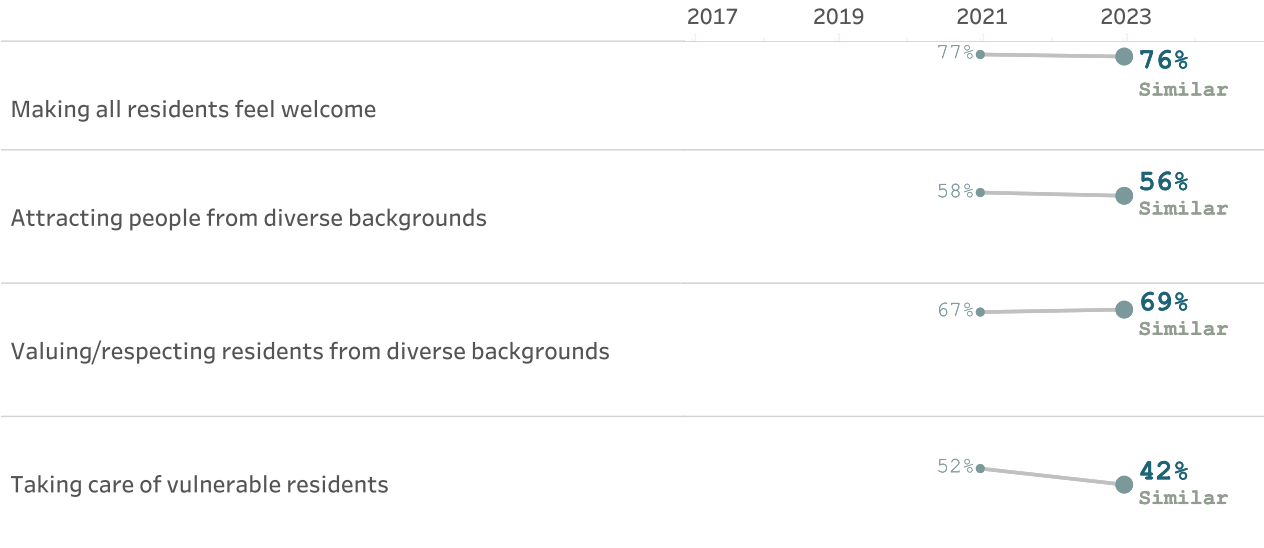 2017 2019 2021 2023
77% 76%
Similar
Making all residents feel welcome
58% 56%
Similar
Attracting people from diverse backgrounds
67% 69%
Similar
Valuing/respecting residents from diverse backgrounds
52% 42%
Similar
Taking care of vulnerable residents